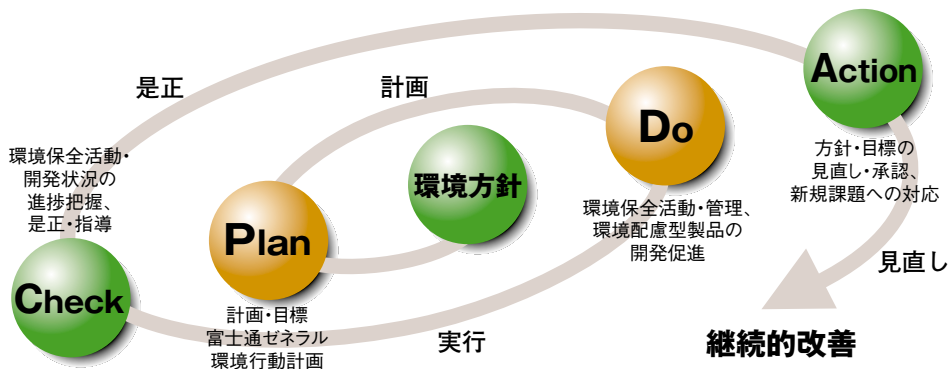 環境方針
Plan
計画・目標
富士通ゼネラル
環境行動計画
計画
Do
環境保全活動・管理、
環境配慮型製品の
開発促進
実行
Check
環境保全活動・
開発状況の
進捗把握、
是正・指導
是正
Action
方針・目標の
見直し・承認、
新規課題への対応
見直し
継続的改善